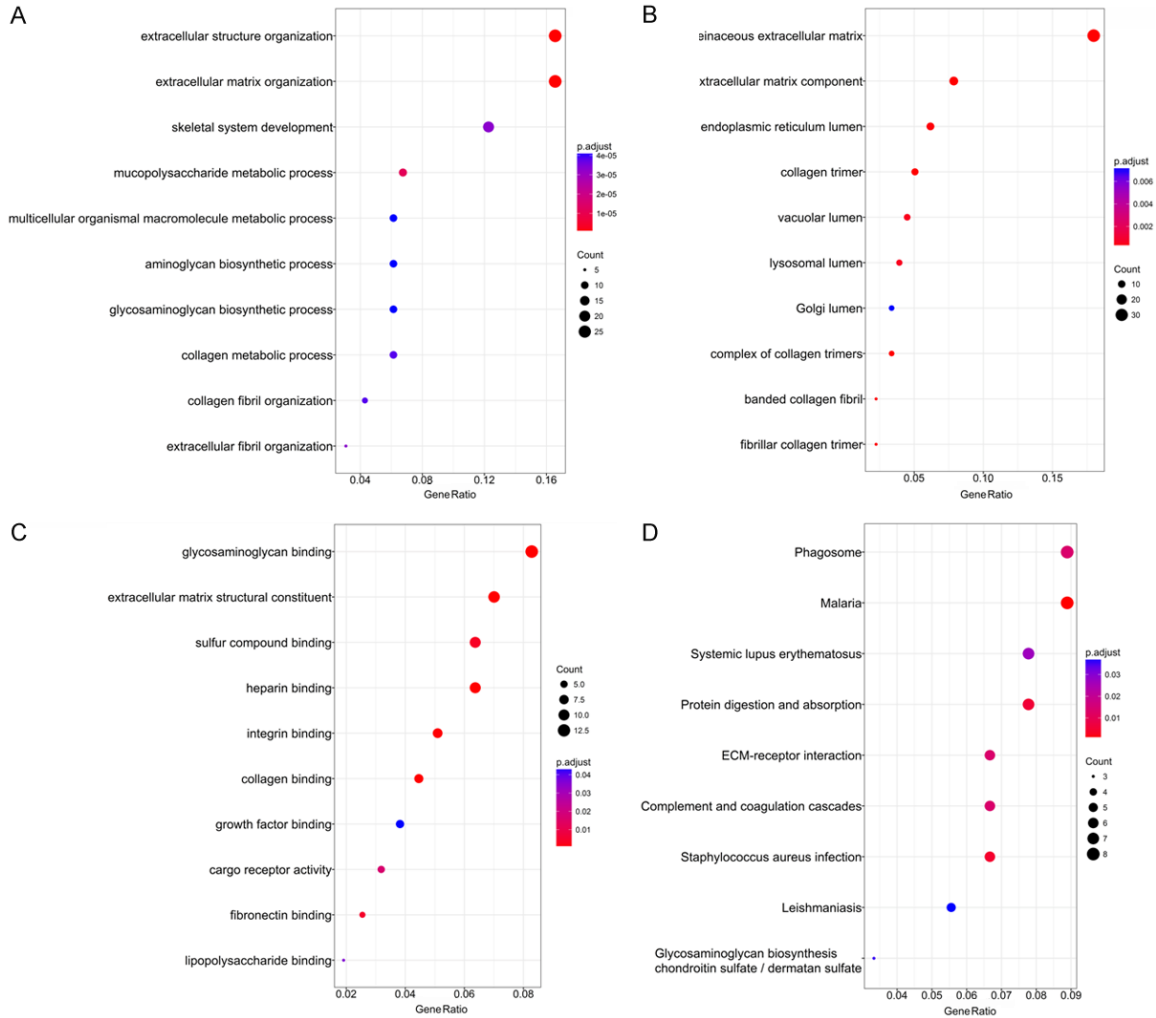 A
extracellular structure organization
extracellular matrix organization
skeletal system development
mucopolysaccharide metabolic process
multicellular organismal macromolecule metabolic process
aminoglycan biosynthetic process
glycosaminoglycan biosynthetic process
collagen metabolic process
collagen fibril organization
extracellular fibril organization
0.04 0.08 0.12 0.16
GeneRatio
p.adjust
4e-05
3e-05
2e-05
1e-05
Count
5
10
15
20
25
B
einaceous extracellular matrix
xtracellular matrix component
endoplasmic reticulum lumen
collagen trimer
vacuolar lumen
lysosomal lumen
Golgi lumen
complex of collagen trimers
banded collagen fibril
fibrillar collagen trimer
0.05 0.10 0.15
GeneRatio
p.adjust
0.006
0.004
0.002
Count
10
20
30
C
glycosaminoglycan binding
extracellular matrix structural constituent
sulfur compound binding
heparin binding
integrin binding
collagen binding
growth factor binding
cargo receptor activity
fibronectin binding
lipopolysaccharide binding
0.02 0.04 0.06 0.08
GeneRatio
Count
5.0
7.5
10.0
12.5
p.adjust
0.04
0.03
0.02
0.01
D
Phagosome
Malaria
Systemic lupus erythematosus
Protein digestion and absorption
ECM-receptor interaction
Complement and coagulation cascades
Staphylococcus aureus infection
Leishmaniasis
Glycosaminoglycan biosynthesis
chondroitin sulfate / dermatan sulfate
0.04 0.05 0.06 0.07 0.08 0.09
GeneRatio
p.adjust
0.03
0.02
0.01
Count
3
4
5
6
7
8